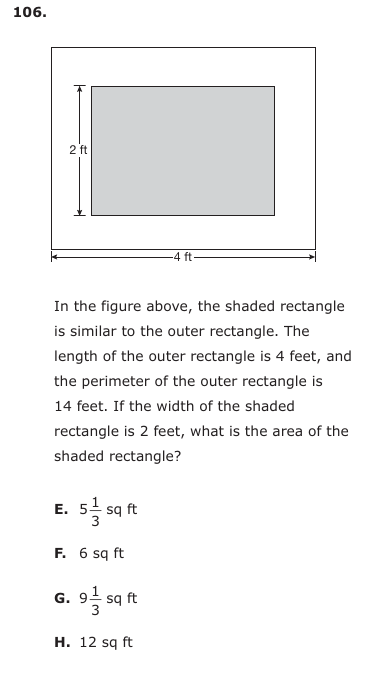 106.
2 ft
4 ft
In the figure above, the shaded rectangle
is similar to the outer rectangle. The
length of the outer rectangle is 4 feet, and
the perimeter of the outer rectangle is
14 feet. If the width of the shaded
rectangle is 2 feet, what is the area of the
shaded rectangle?
E. 5 1/3 sq ft
F. 6 sq ft
G. 9 1/3 sq ft
H. 12 sq ft